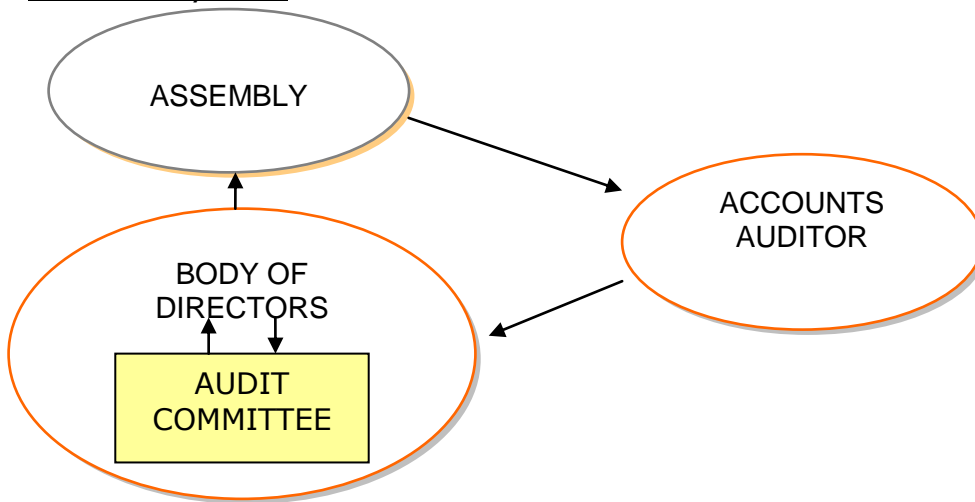 ASSEMBLY
ACCOUNTS
AUDITOR
BODY OF
DIRECTORS
AUDIT
COMMITTEE